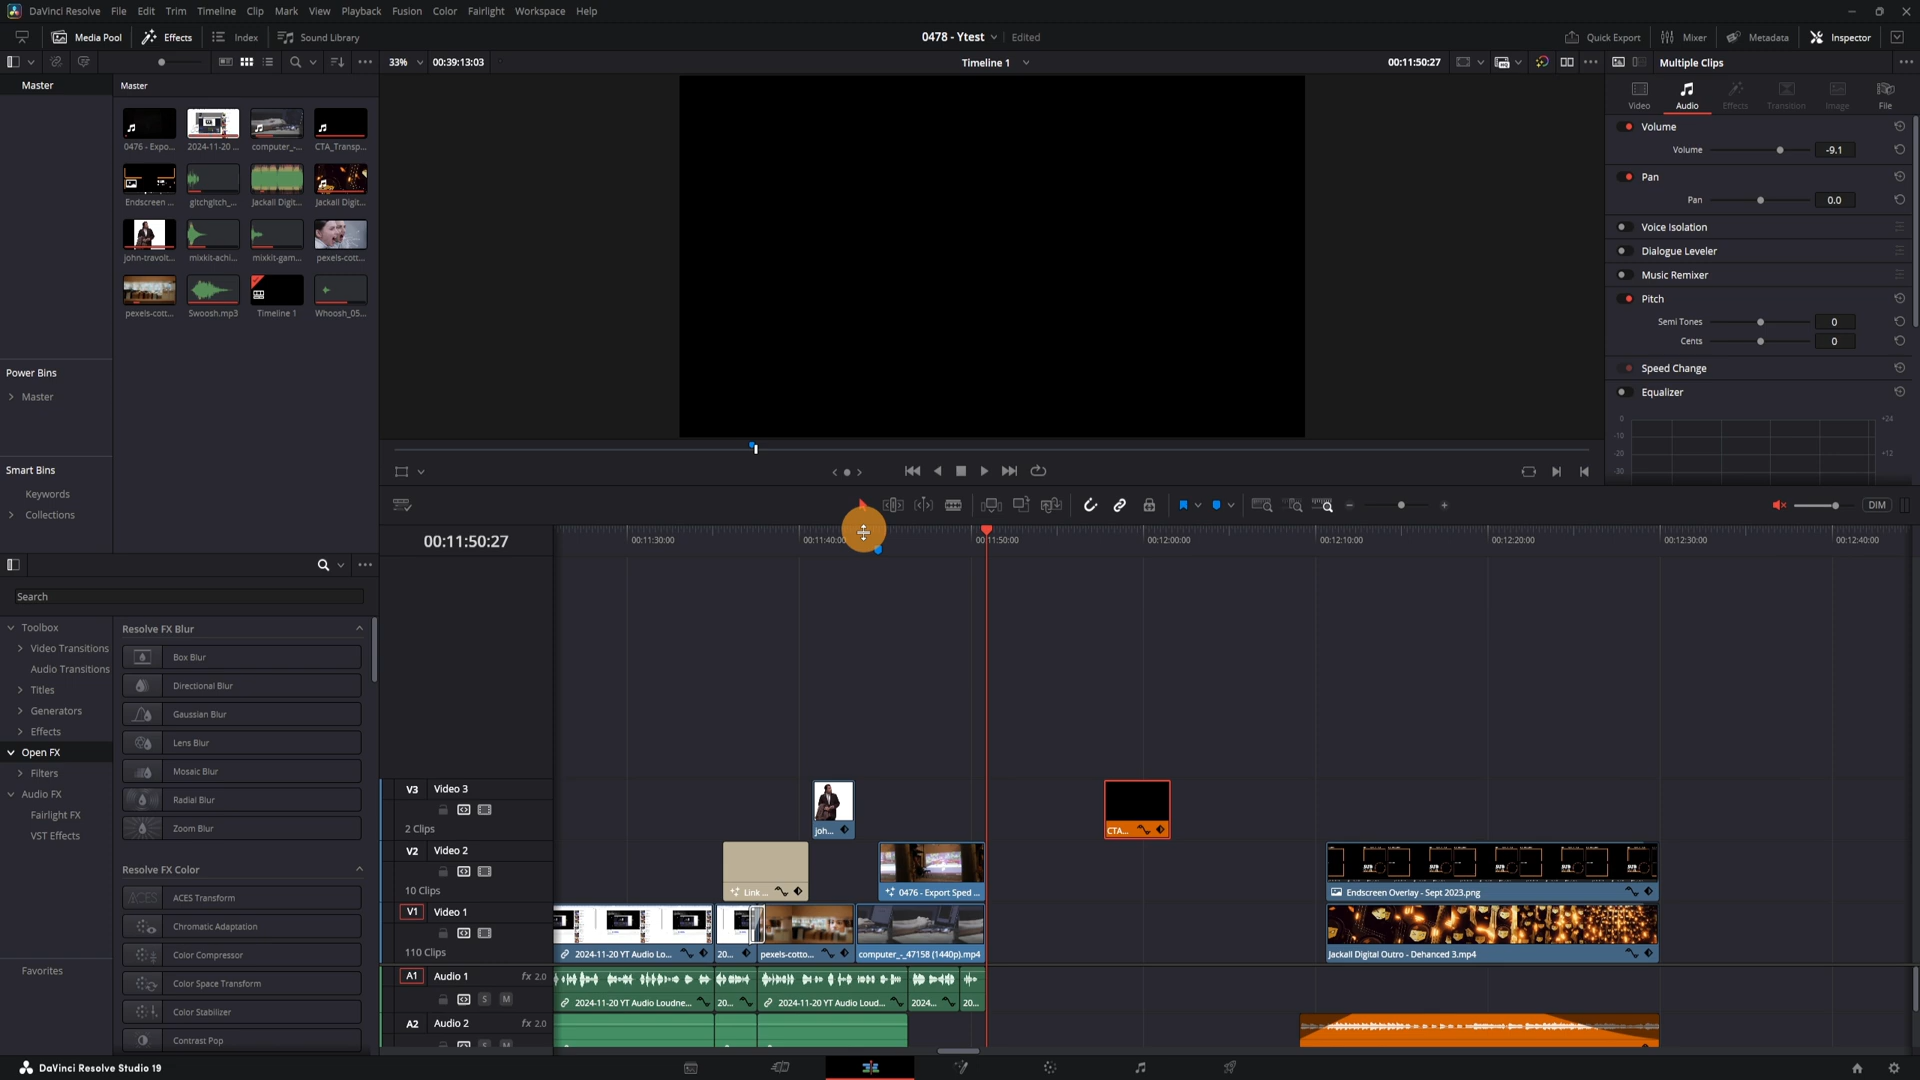 DaVinci Resolve File Edit Trim Timeline Clip Mark View Playback Fusion Color Fairlight Workspace Help
Media Pool Effects Index Sound Library 0478 - Ytest Edited Quick Export Mixer Metadata Inspector
33% 00:39:13:03 Timeline 1 00:11:50:27 Multiple Clips
Master Master
Video Audio Effects Transition Image File
0476 - Expo... 2024-11-20 ... computer_-... CTA_Transp...
Endscreen ... gitchgitch_... Jackall Digit... Jackall Digit...
john-travolt... mixkit-achi... mixkit-gam... pexels-cott...
pexels-cott... Swoosh.mp3 Timeline 1 Whoosh_05...
Volume
Volume -9.1
Pan
Pan 0.0
Voice Isolation
Dialogue Leveler
Music Remixer
Pitch
Semi Tones 0
Cents 0
Speed Change
Equalizer
0 +24
-10
-20 +12
-30
Power Bins
Master
Smart Bins
Keywords
Collections
DIM
00:11:50:27
00:11:30:00 00:11:40:00 00:11:50:00 00:12:00:00 00:12:10:00 00:12:20:00 00:12:30:00 00:12:40:00
Search
Toolbox
Video Transitions
Audio Transitions
Titles
Generators
Effects
Open FX
Filters
Audio FX
Fairlight FX
VST Effects
Favorites
Resolve FX Blur
Box Blur
Directional Blur
Gaussian Blur
Lens Blur
Mosaic Blur
Radial Blur
Zoom Blur
Resolve FX Color
ACES ACES Transform
Chromatic Adaptation
Color Compressor
Color Space Transform
Color Stabilizer
Contrast Pop
V3 Video 3
2 Clips
joh... CTA...
V2 Video 2
10 Clips
Link ... 0476 - Export Sped ... Endscreen Overlay - Sept 2023.png
V1 Video 1
110 Clips
2024-11-20 YT Audio Lo... 20... pexels-cotto... computer_-_47158 (1440p).mp4 Jackall Digital Outro - Dehanced 3.mp4
A1 Audio 1 fx 2.0
S M
2024-11-20 YT Audio Loudne... 20... 2024-11-20 YT Audio Loud... 2024... 20...
A2 Audio 2 fx 2.0
S M
DaVinci Resolve Studio 19